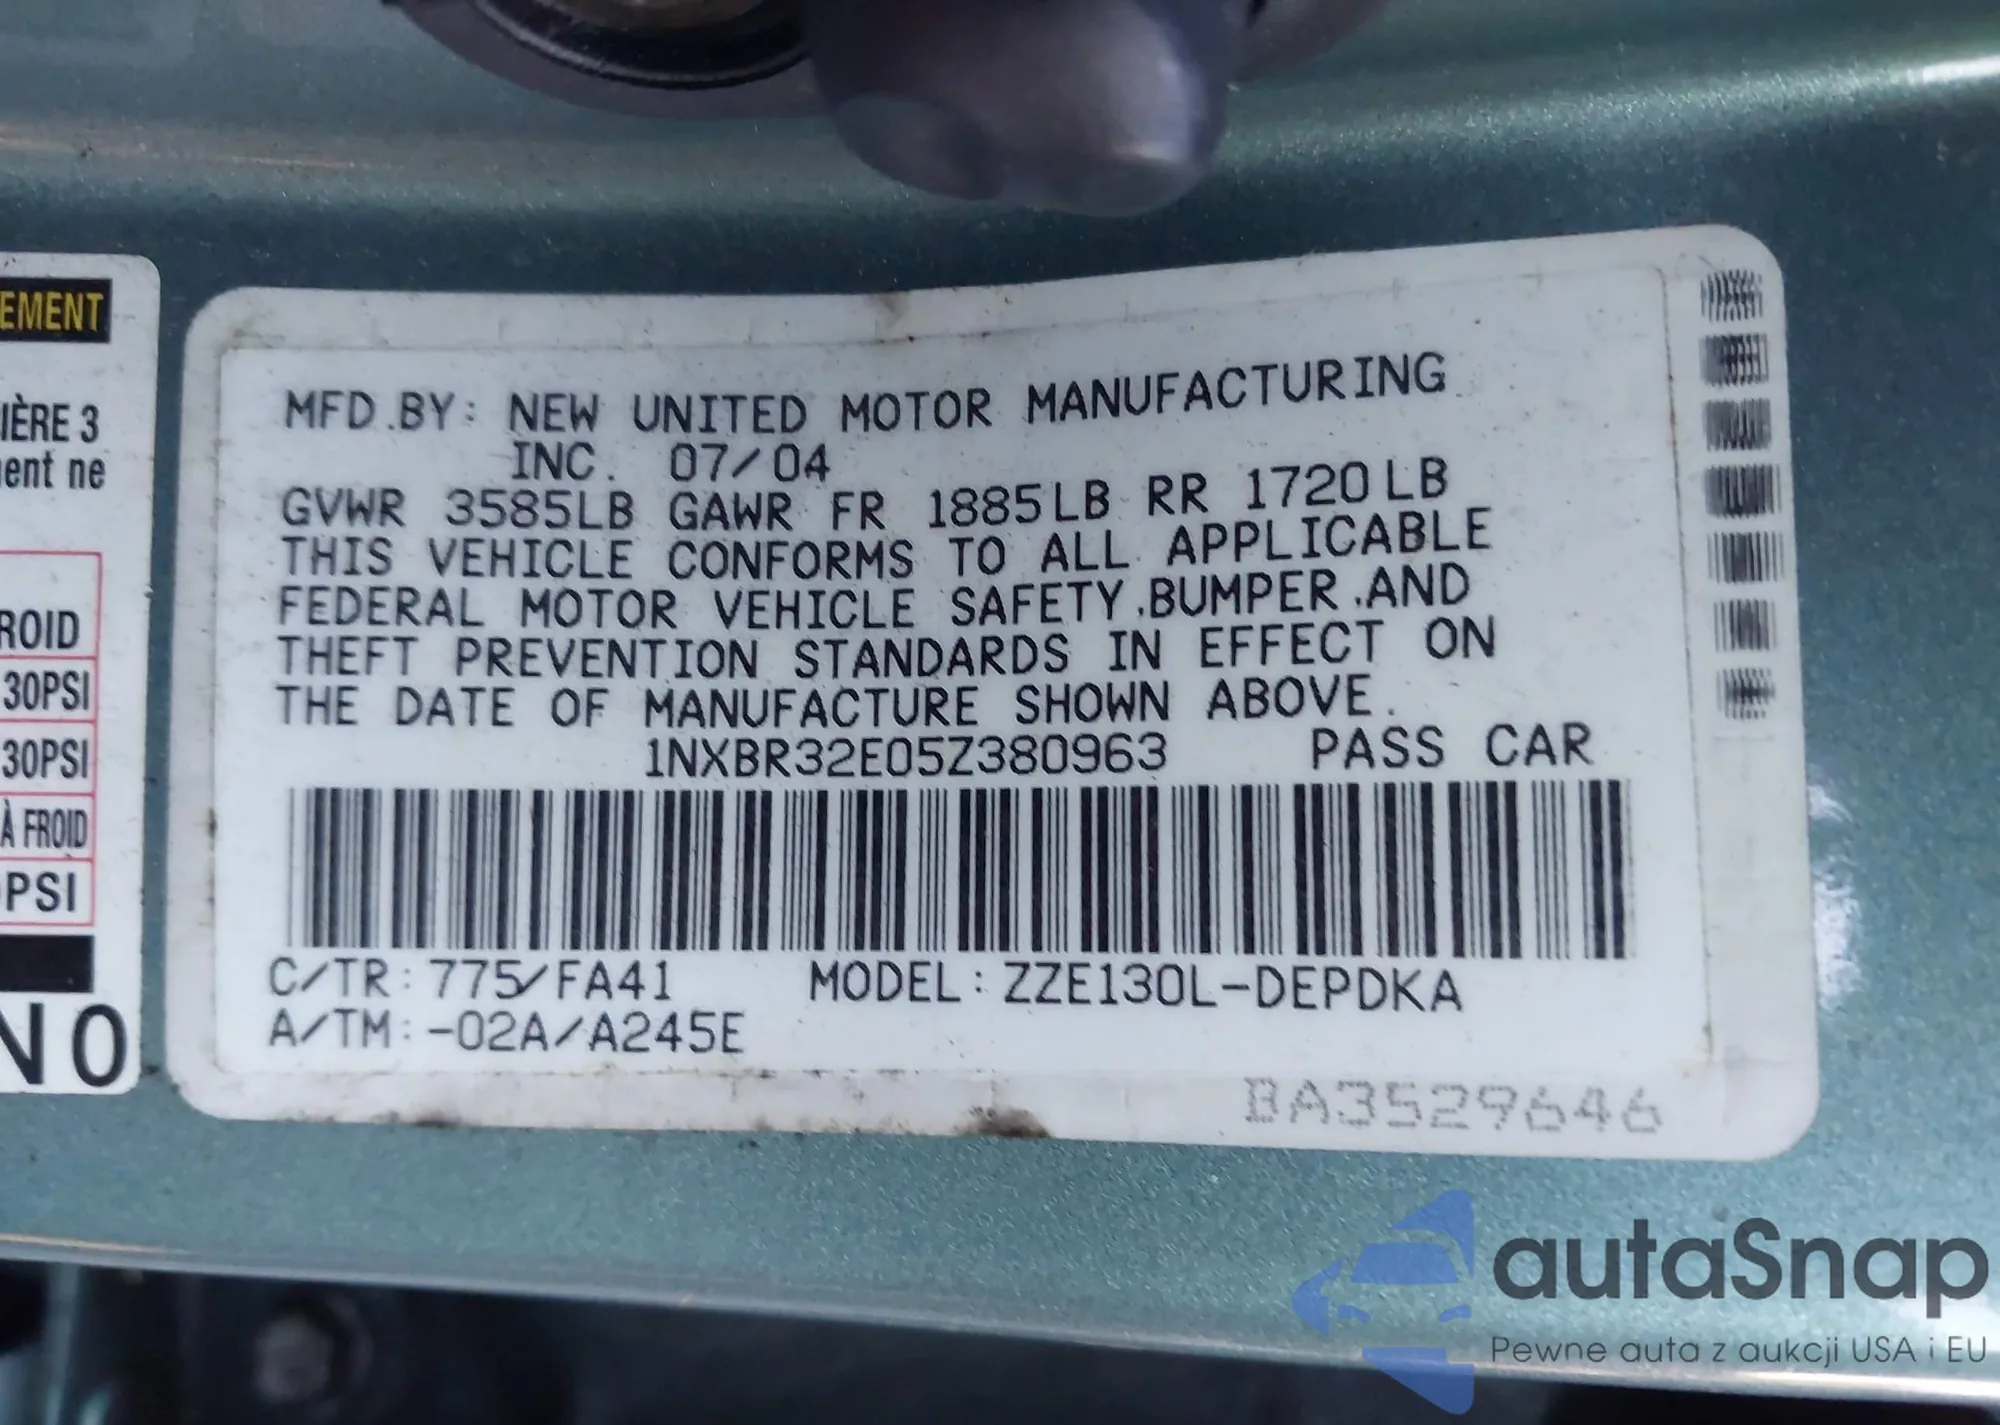 EMENT
IÈRE 3
ment ne
ROID
30PSI
30PSI
À FROID
PSI
N0
MFD.BY: NEW UNITED MOTOR MANUFACTURING
INC. 07/04
GVWR 3585LB GAWR FR 1885LB RR 1720LB
THIS VEHICLE CONFORMS TO ALL APPLICABLE
FEDERAL MOTOR VEHICLE SAFETY,BUMPER,AND
THEFT PREVENTION STANDARDS IN EFFECT ON
THE DATE OF MANUFACTURE SHOWN ABOVE.
1NXBR32E05Z380963 PASS CAR
C/TR:775/FA41 MODEL:ZZE130L-DEPDKA
A/TM:-02A/A245E
BA3529646
autaSnap
Pewne auta z aukcji USA i EU